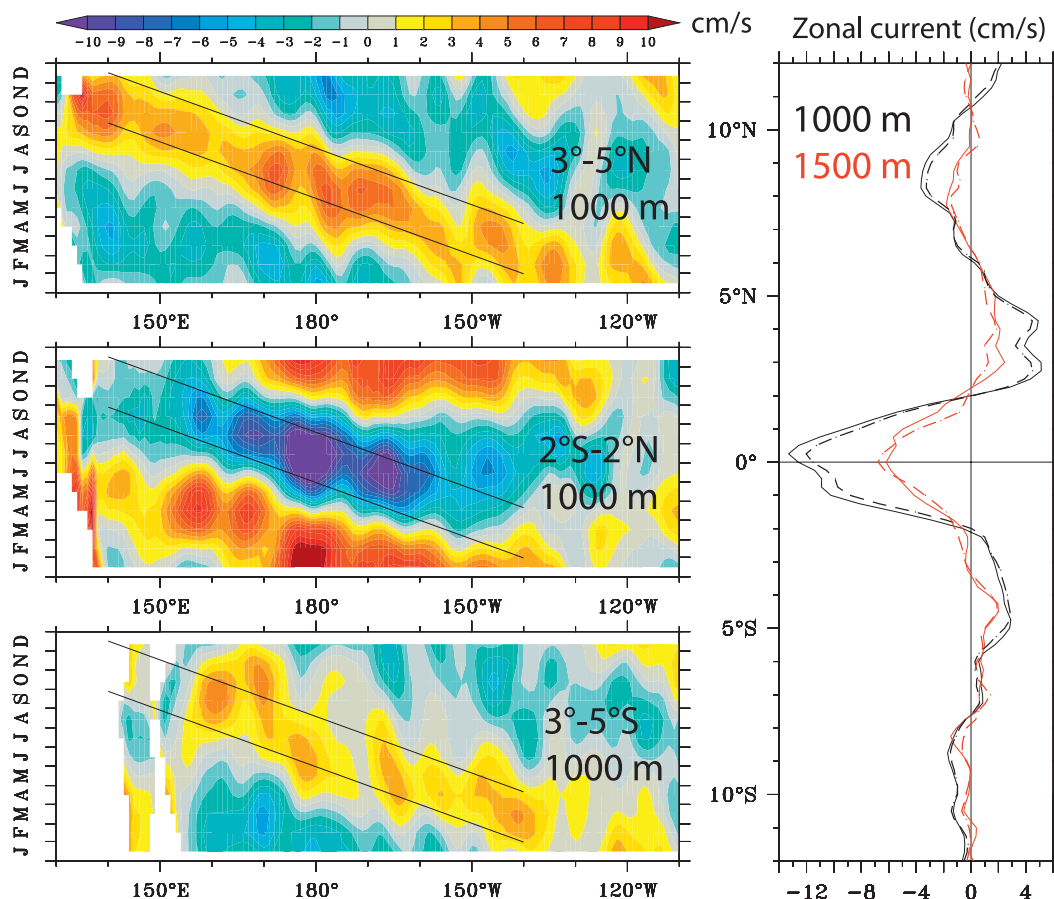 cm/s
-10 -9 -8 -7 -6 -5 -4 -3 -2 -1 0 1 2 3 4 5 6 7 8 9 10
J F M A M J J A S O N D
3°-5°N
1000 m
150°E 180° 150°W 120°W
J F M A M J J A S O N D
2°S-2°N
1000 m
150°E 180° 150°W 120°W
J F M A M J J A S O N D
3°-5°S
1000 m
150°E 180° 150°W 120°W
Zonal current (cm/s)
1000 m
1500 m
10°N
5°N
0°
5°S
10°S
-12 -8 -4 0 4